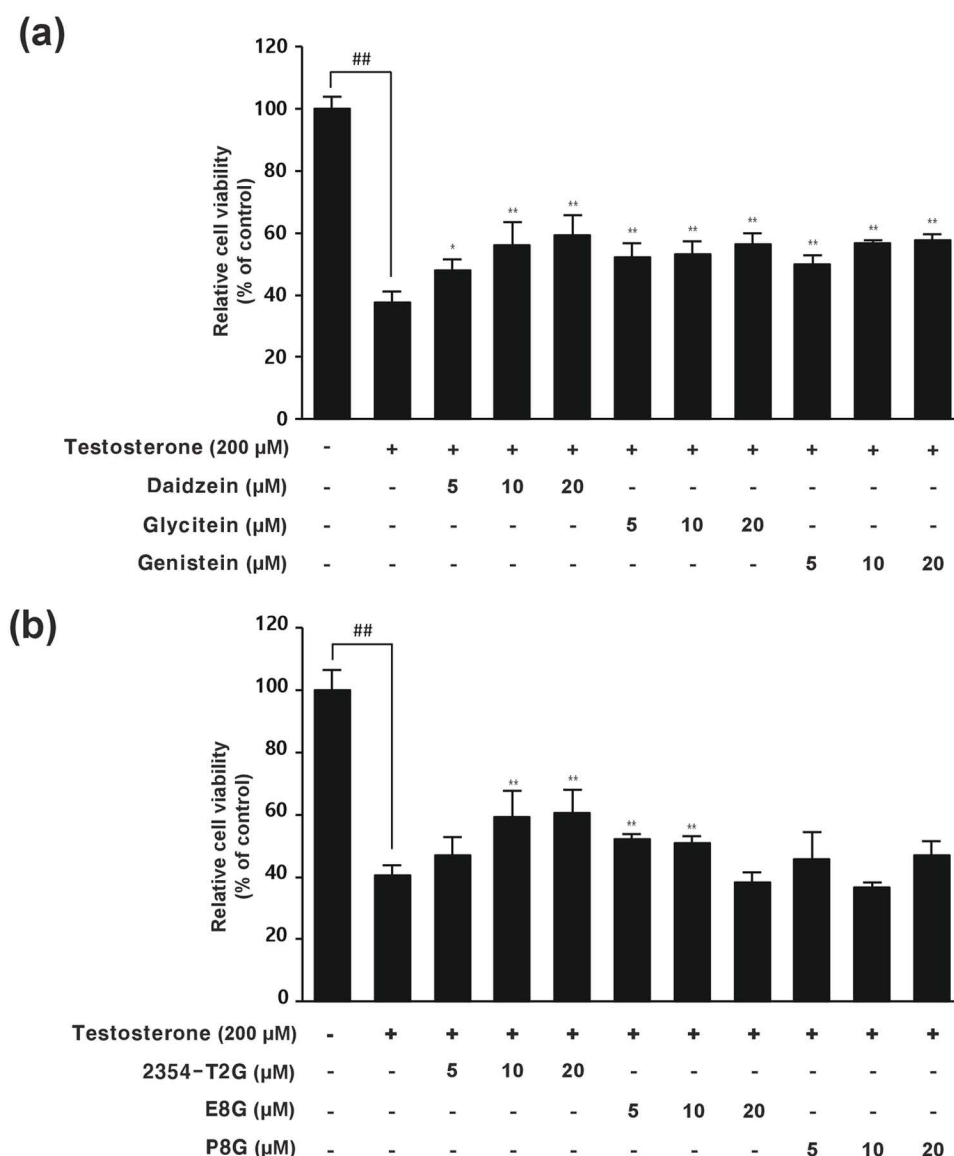 (a)
120
##
100
80
60
40
20
0
Relative cell viability
(% of control)
* ** ** ** ** ** ** ** **
Testosterone (200 μM) - + + + + + + + + + +
Daidzein (μM) - - 5 10 20 - - - - - -
Glycitein (μM) - - - - - 5 10 20 - - -
Genistein (μM) - - - - - - - - 5 10 20
(b)
120
##
100
80
60
40
20
0
Relative cell viability
(% of control)
** ** ** **
Testosterone (200 μM) - + + + + + + + + + +
2354-T2G (μM) - - 5 10 20 - - - - - -
E8G (μM) - - - - - 5 10 20 - - -
P8G (μM) - - - - - - - - 5 10 20